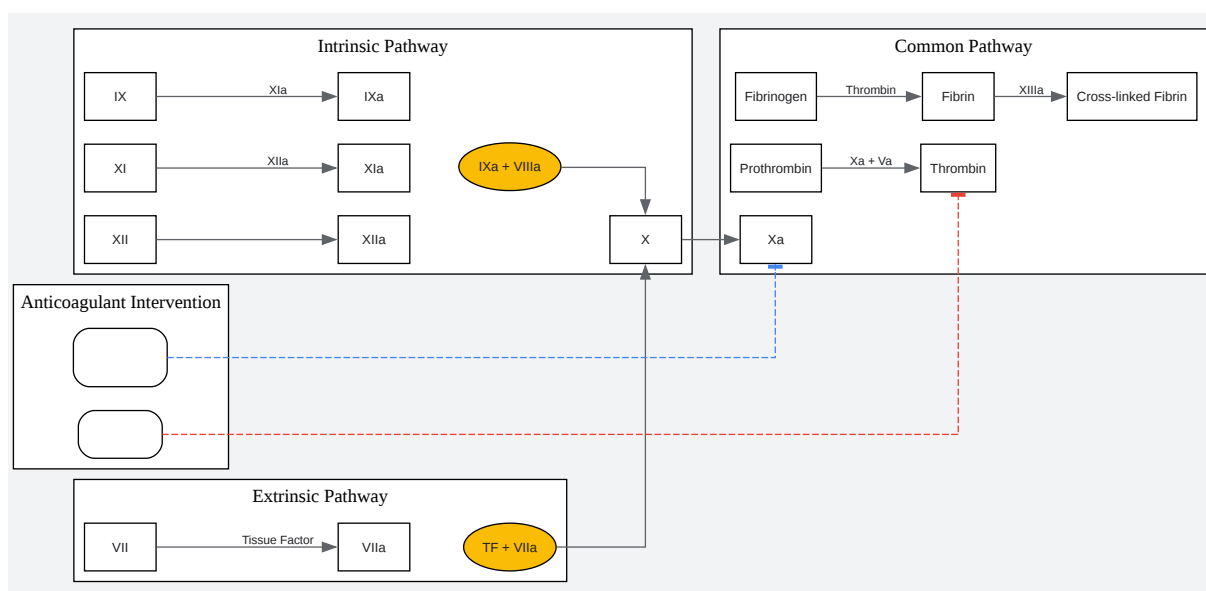 Intrinsic Pathway
IX
XIa
IXa
XI
XIIa
XIa
IXa + VIIIa
XII
XIIa
X
Common Pathway
Fibrinogen
Thrombin
Fibrin
XIIIa
Cross-linked Fibrin
Prothrombin
Xa + Va
Thrombin
Xa
Anticoagulant Intervention
Extrinsic Pathway
VII
Tissue Factor
VIIa
TF + VIIa